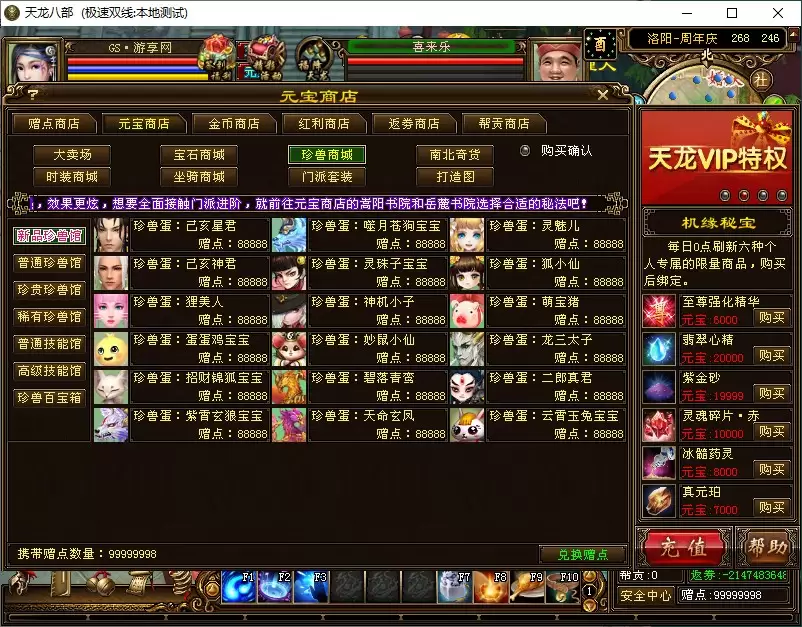 天龙八部 (极速双线:本地测试)
GS·游享网
喜来乐
酉
洛阳-周年庆 268 246
北
社
?
元宝商店
赠点商店 元宝商店 金币商店 红利商店 返券商店 帮贡商店
大卖场 宝石商城 珍兽商城 南北奇货 购买确认
时装商城 坐骑商城 门派套装 打造图
，效果更炫，想要全面接触门派进阶，就前往元宝商店的嵩阳书院和岳麓书院选择合适的秘法吧！
新品珍兽馆
普通珍兽馆
珍贵珍兽馆
稀有珍兽馆
普通技能馆
高级技能馆
珍兽百宝箱
珍兽蛋：己亥星君 珍兽蛋：噬月苍狗宝宝 珍兽蛋：灵魅儿
赠点：88888 赠点：88888 赠点：88888
珍兽蛋：己亥神君 珍兽蛋：灵珠子宝宝 珍兽蛋：狐小仙
赠点：88888 赠点：88888 赠点：88888
珍兽蛋：狸美人 珍兽蛋：神机小子 珍兽蛋：萌宝猪
赠点：88888 赠点：88888 赠点：88888
珍兽蛋：蛋蛋鸡宝宝 珍兽蛋：妙鼠小仙 珍兽蛋：龙三太子
赠点：88888 赠点：88888 赠点：88888
珍兽蛋：招财锦狐宝宝 珍兽蛋：碧落青鸾 珍兽蛋：二郎真君
赠点：88888 赠点：88888 赠点：88888
珍兽蛋：紫霄玄狼宝宝 珍兽蛋：天命玄凤 珍兽蛋：云霄玉兔宝宝
赠点：88888 赠点：88888 赠点：88888
携带赠点数量：99999998
兑换赠点
天龙VIP特权
机缘秘宝
每日0点刷新六种个
人专属的限量商品，购买
后绑定。
至尊强化精华
元宝:6000 购买
翡翠心精
元宝:20000 购买
紫金砂
元宝:19999 购买
灵魂碎片·赤
元宝:10000 购买
冰髓药灵
元宝:8000 购买
真元珀
元宝:7000 购买
充值 帮助
F1 F2 F3 F7 F8 F9 F10
1
帮贡:0 返券:-2147483648
安全中心 赠点:99999998